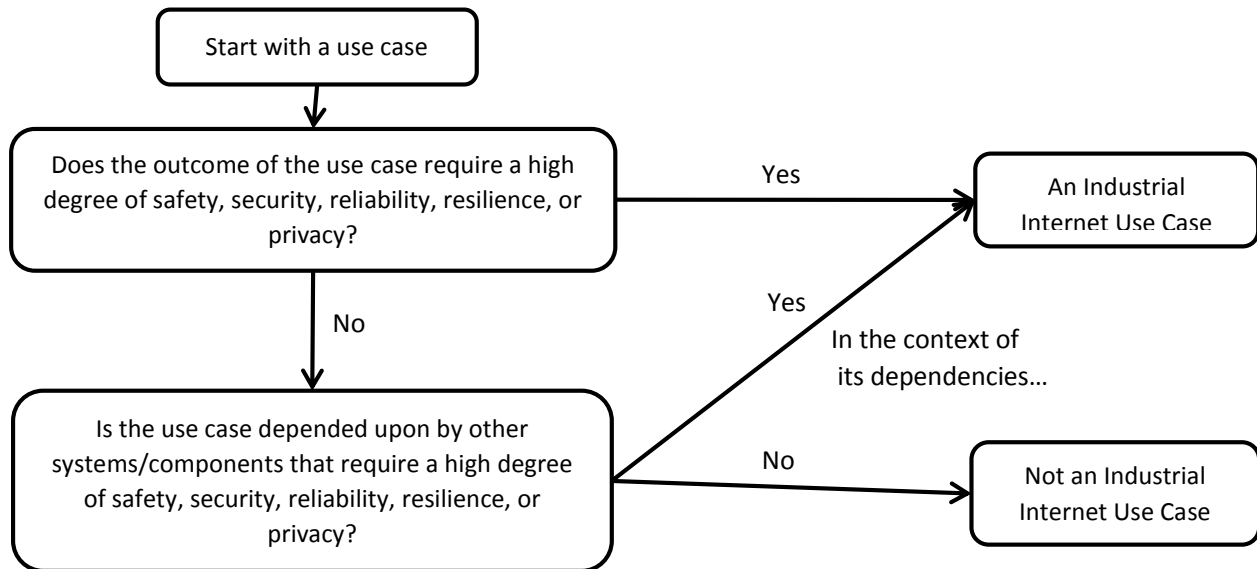 Start with a use case
Does the outcome of the use case require a high
degree of safety, security, reliability, resilience, or
privacy?
Yes
An Industrial
Internet Use Case
No
Yes
In the context of
its dependencies...
Is the use case depended upon by other
systems/components that require a high degree
of safety, security, reliability, resilience, or
privacy?
No
Not an Industrial
Internet Use Case